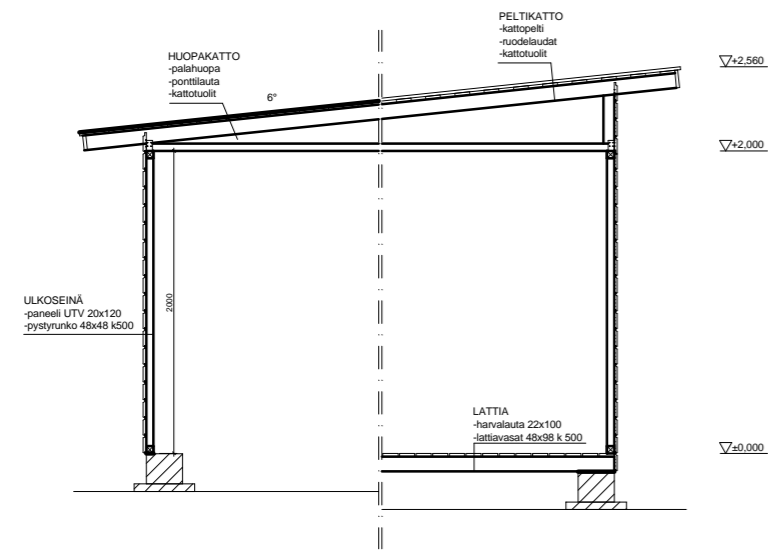 PELTIKATTO
-kattopelti
-ruodelaudat
-kattotuolit
HUOPAKATTO
-palahuopa
-ponttilauta
-kattotuolit
6°
+2,560
+2,000
ULKOSEINÄ
-paneeli UTV 20x120
-pystyrunko 48x48 k500
2000
LATTIA
-harvalauta 22x100
-lattiavasat 48x98 k 500
±0,000